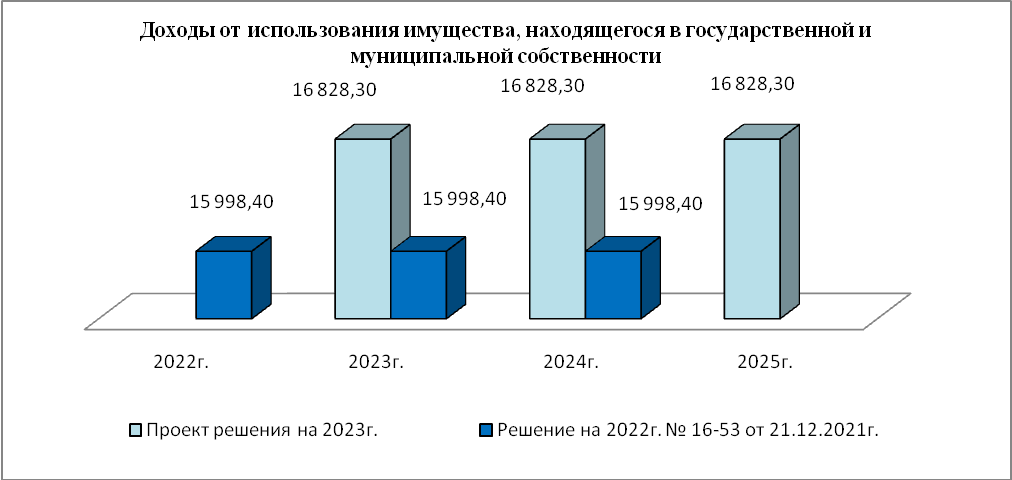 Доходы от использования имущества, находящегося в государственной и
муниципальной собственности
16 828,30
16 828,30
16 828,30
15 998,40
15 998,40
15 998,40
2022г.
2023г.
2024г.
2025г.
Проект решения на 2023г.
Решение на 2022г. № 16-53 от 21.12.2021г.